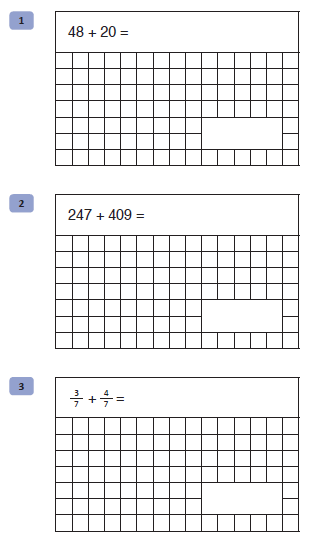 1
48 + 20 =
2
247 + 409 =
3
3/7 + 4/7 =